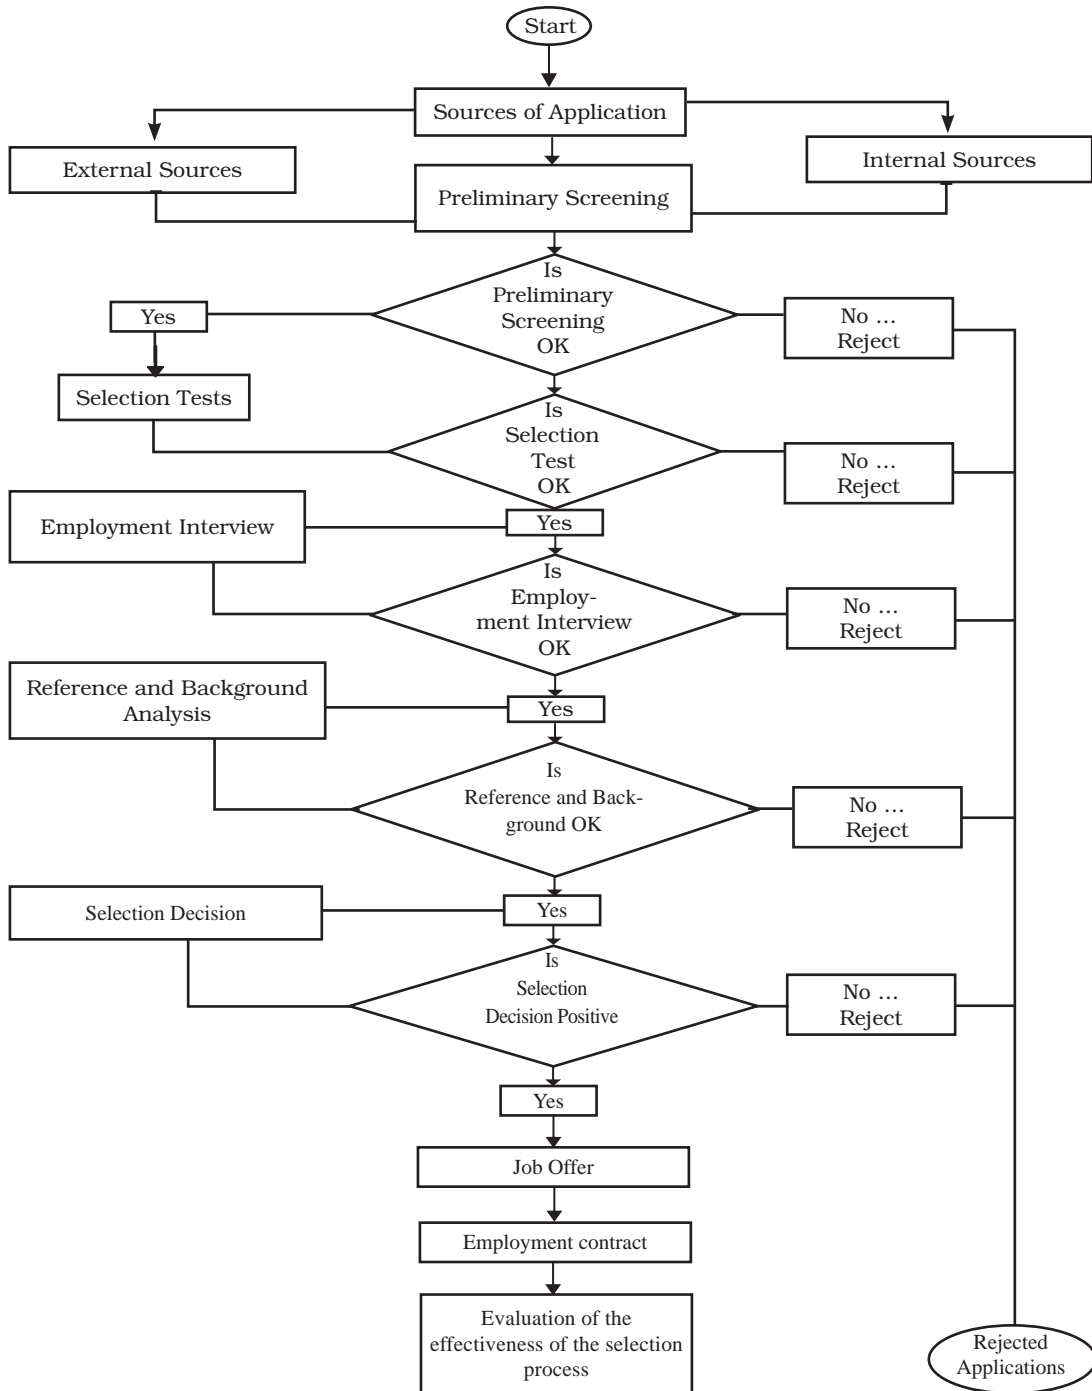 Start
Sources of Application
External Sources
Internal Sources
Preliminary Screening
Is
Preliminary
Screening
OK
Yes
No ...
Reject
Selection Tests
Is
Selection
Test
OK
No ...
Reject
Yes
Employment Interview
Is
Employ-
ment Interview
OK
No ...
Reject
Yes
Reference and Background
Analysis
Is
Reference and Back-
ground OK
No ...
Reject
Yes
Selection Decision
Is
Selection
Decision Positive
No ...
Reject
Yes
Job Offer
Employment contract
Evaluation of the
effectiveness of the selection
process
Rejected
Applications